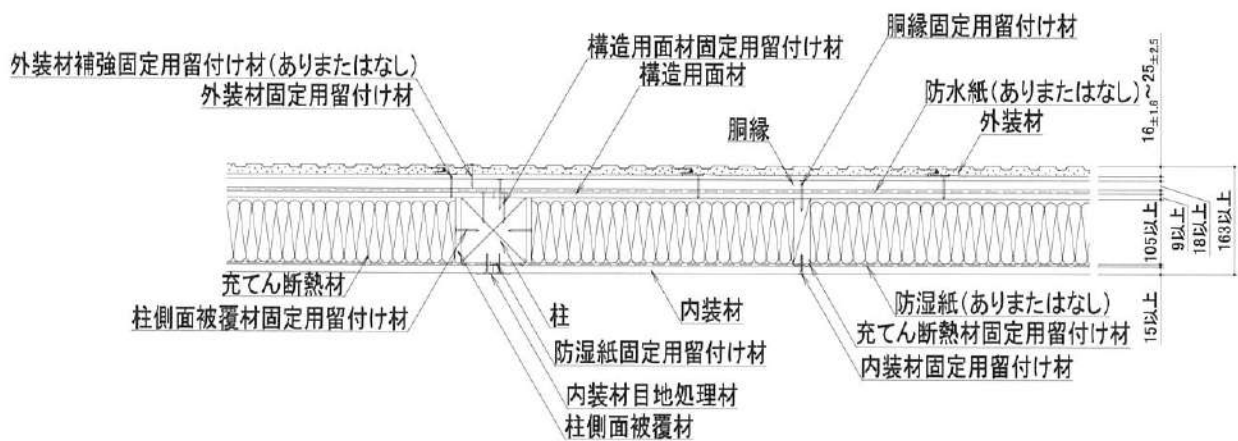 胴縁固定用留付け材
構造用面材固定用留付け材
外装材補強固定用留付け材(ありまたはなし)
構造用面材
外装材固定用留付け材
防水紙(ありまたはなし)
外装材
胴縁
16±1.6~25±2.5
105以上
9以上
18以上
163以上
15以上
充てん断熱材
柱側面被覆材固定用留付け材
柱
内装材
防湿紙(ありまたはなし)
充てん断熱材固定用留付け材
防湿紙固定用留付け材
内装材固定用留付け材
内装材目地処理材
柱側面被覆材